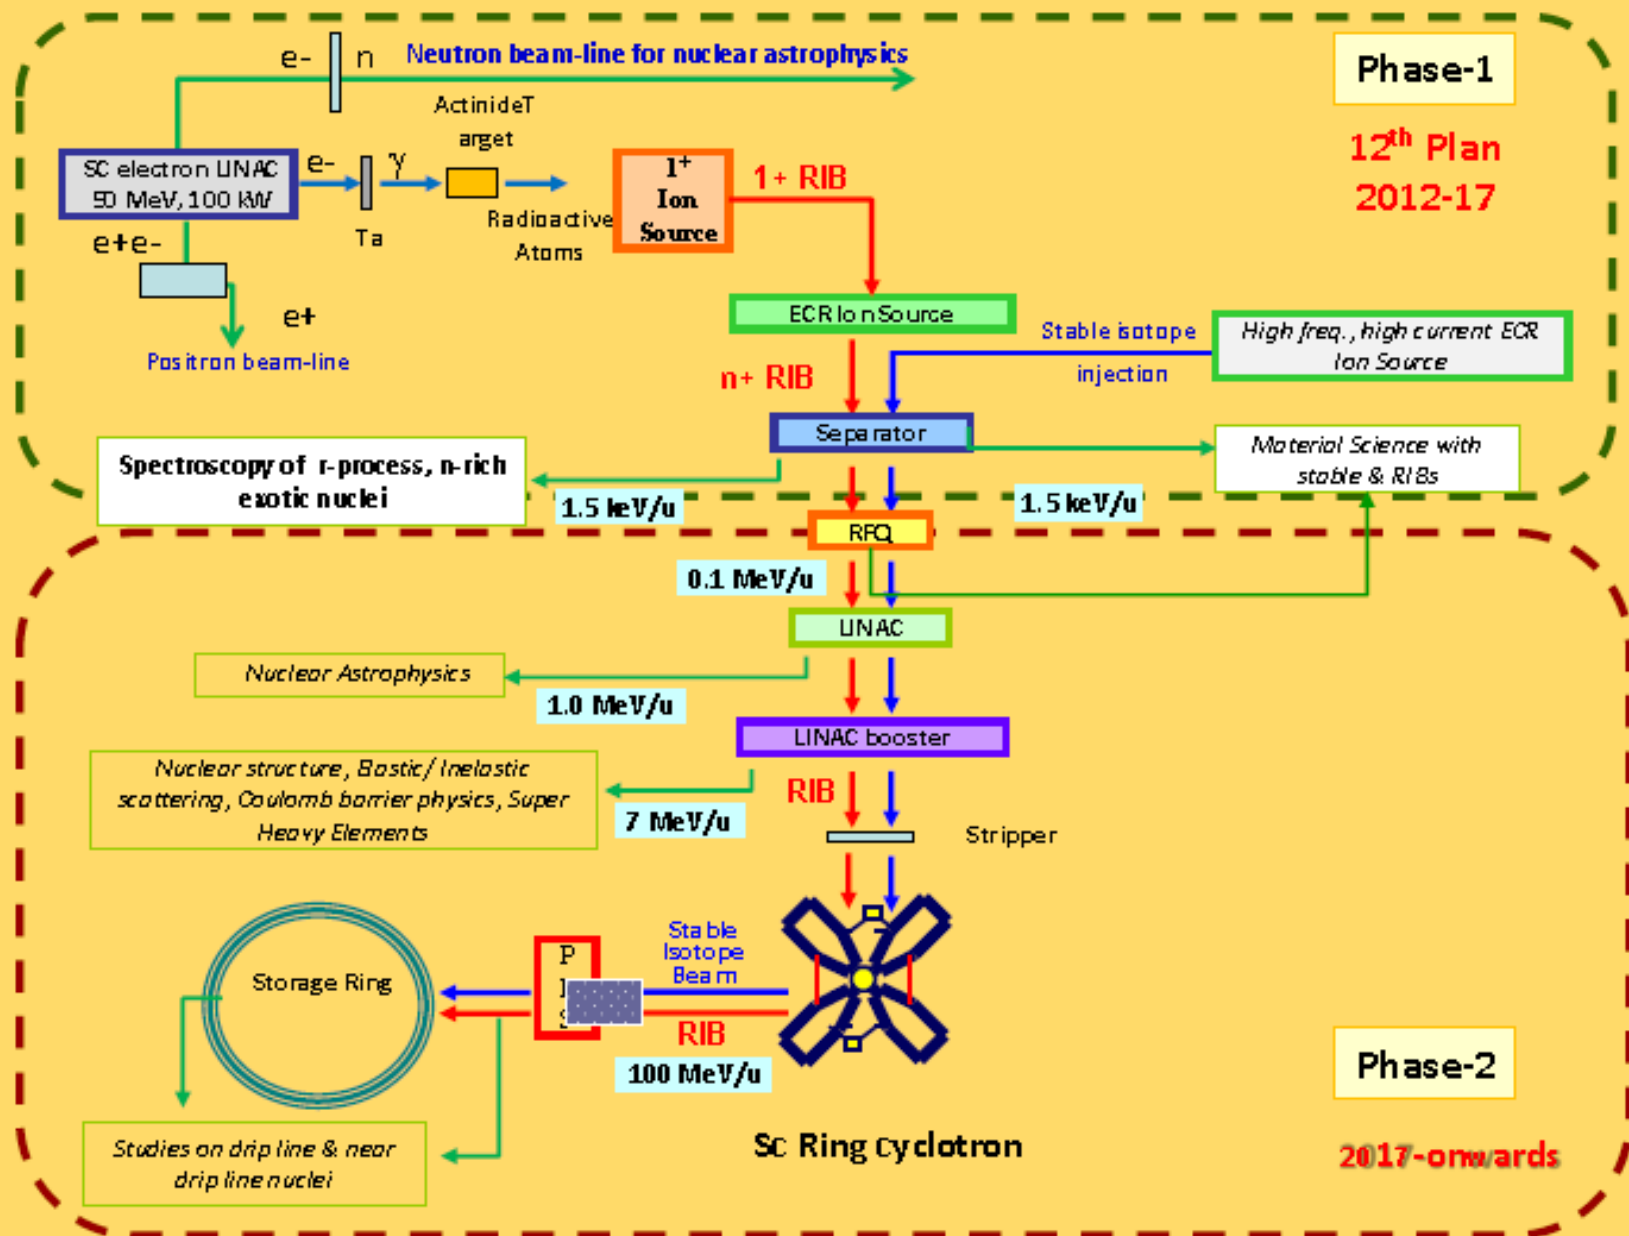 e-
n
Neutron beam-line for nuclear astrophysics
Phase-1
12th Plan
2012-17
ActinideT
arget
SC electron LINAC
50 MeV, 100 kW
e-
γ
Ta
Radioactive
Atoms
1+
Ion
Source
1+ RIB
e+e-
e+
Positron beam-line
ECR Ion Source
Stable isotope
injection
High freq., high current ECR
Ion Source
n+ RIB
Separator
Material Science with
stable & RIBs
Spectroscopy of r-process, n-rich
exotic nuclei
1.5 keV/u
1.5 keV/u
RFQ
0.1 MeV/u
LINAC
Nuclear Astrophysics
1.0 MeV/u
LINAC booster
Nuclear structure, Elastic/ Inelastic
scattering, Coulomb barrier physics, Super
Heavy Elements
7 MeV/u
RIB
Stripper
Stable
Isotope
Beam
P
Storage Ring
RIB
100 MeV/u
Phase-2
Sc Ring Cyclotron
2017-onwards
Studies on drip line & near
drip line nuclei